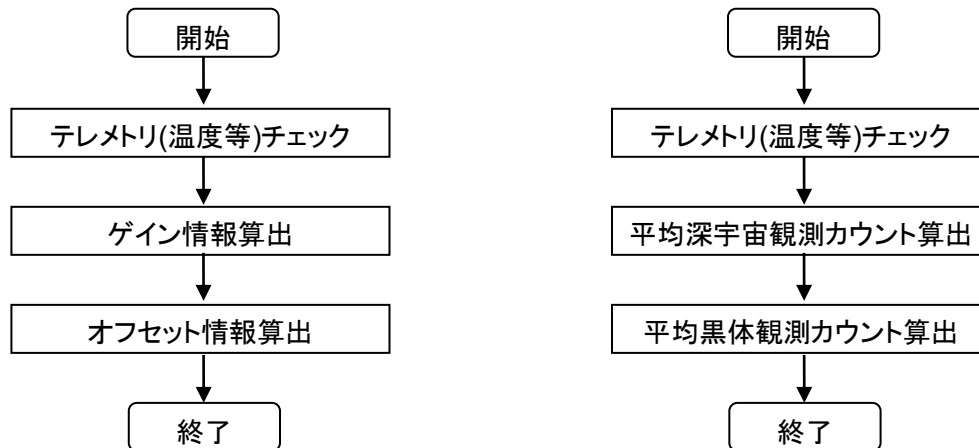 開始
テレメトリ(温度等)チェック
ゲイン情報算出
オフセット情報算出
終了
開始
テレメトリ(温度等)チェック
平均深宇宙観測カウント算出
平均黒体観測カウント算出
終了